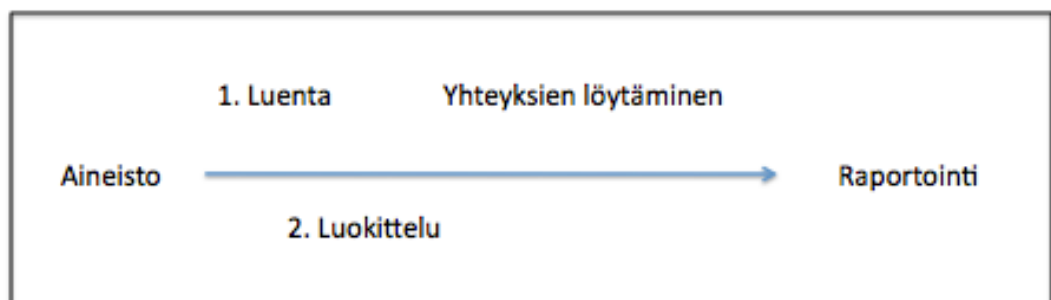 1. Luenta Yhteyksien löytäminen
Aineisto Raportointi
2. Luokittelu